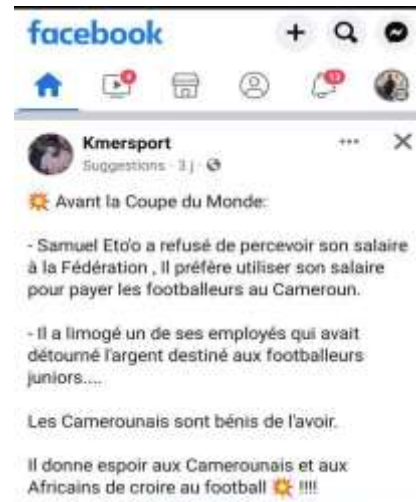 facebook
Kmersport
Suggestions · 3 j ·
💥 Avant la Coupe du Monde:
- Samuel Eto'o a refusé de percevoir son salaire
à la Fédération , Il préfère utiliser son salaire
pour payer les footballeurs au Cameroun.
- Il a limogé un de ses employés qui avait
détourné l'argent destiné aux footballeurs
juniors....
Les Camerounais sont bénis de l'avoir.
Il donne espoir aux Camerounais et aux
Africains de croire au football 💥 !!!!